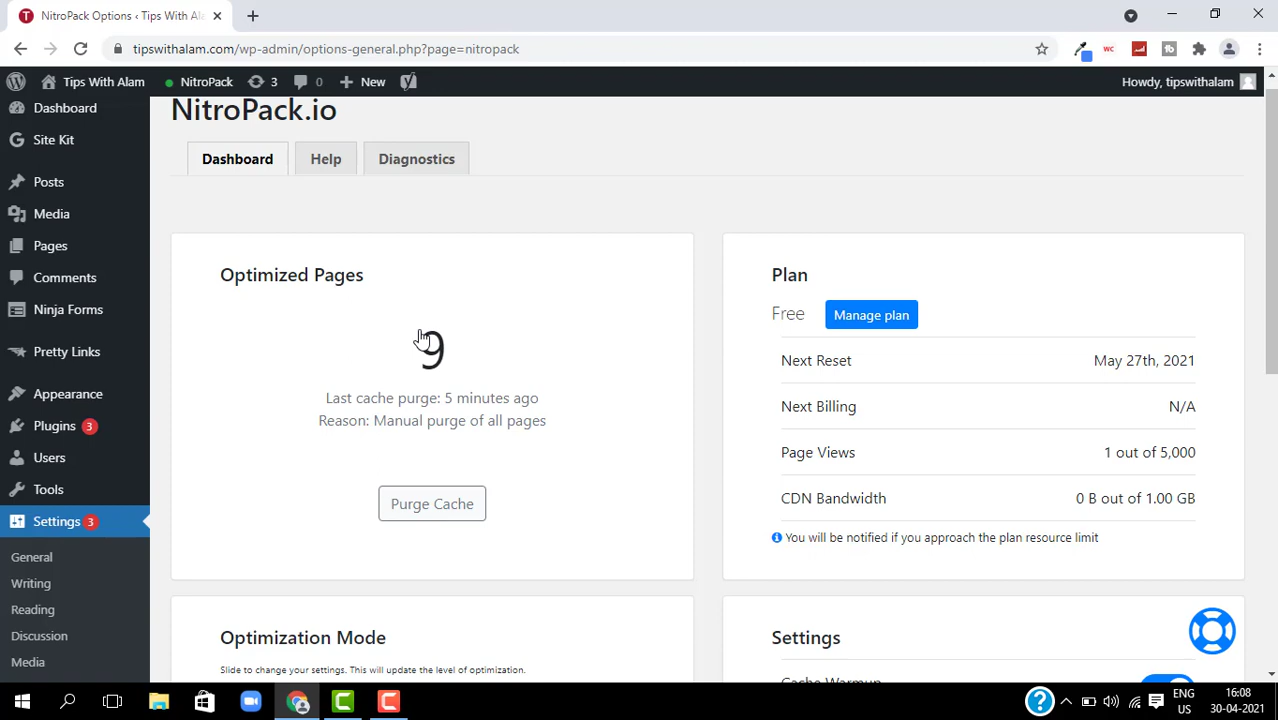 NitroPack Options ‹ Tips With Ala
tipswithalam.com/wp-admin/options-general.php?page=nitropack
Tips With Alam
NitroPack
3
0
New
Howdy, tipswithalam
Dashboard
Site Kit
Posts
Media
Pages
Comments
Ninja Forms
Pretty Links
Appearance
Plugins 3
Users
Tools
Settings 3
General
Writing
Reading
Discussion
Media
NitroPack.io
Dashboard
Help
Diagnostics
Optimized Pages
9
Last cache purge: 5 minutes ago
Reason: Manual purge of all pages
Purge Cache
Plan
Free
Manage plan
Next Reset May 27th, 2021
Next Billing N/A
Page Views 1 out of 5,000
CDN Bandwidth 0 B out of 1.00 GB
You will be notified if you approach the plan resource limit
Optimization Mode
Slide to change your settings. This will update the level of optimization.
Settings
Cache Warmup
ENG
US
16:08
30-04-2021